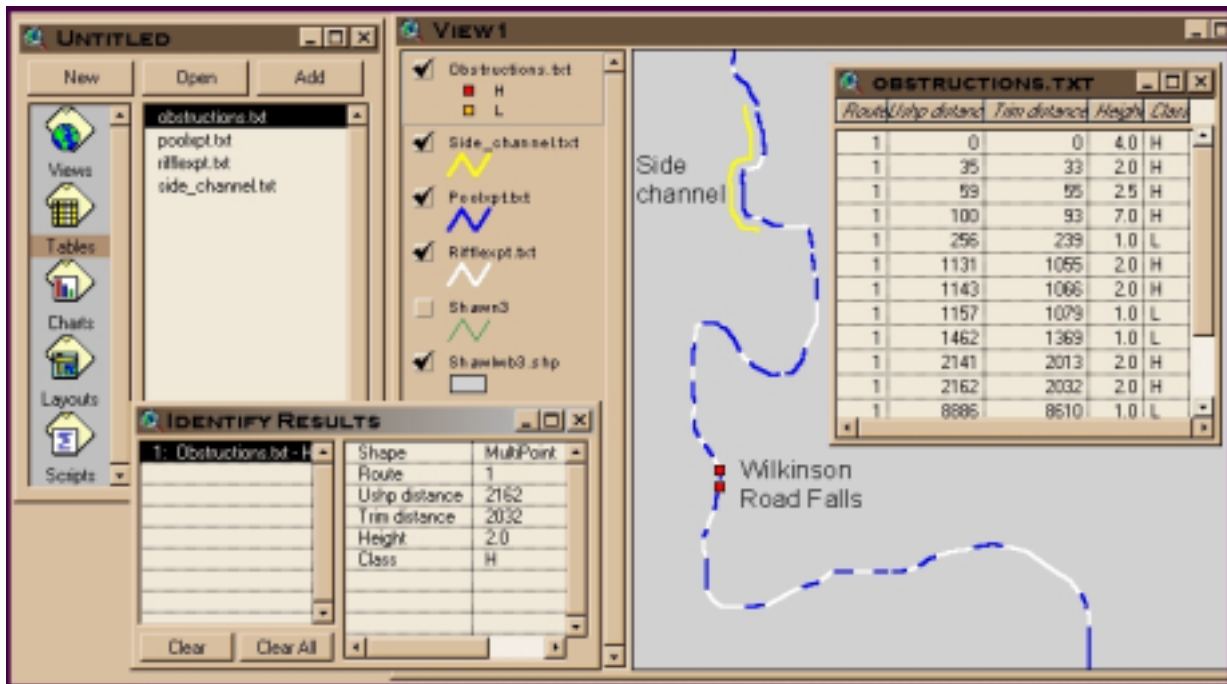 UNTITLED
New Open Add
Views
Tables
Charts
Layouts
Scripts
obstructions.txt
poolxpt.txt
rifflexpt.txt
side_channel.txt
VIEW1
Obstructions.txt
H
L
Side_channel.txt
Poolxpt.txt
Rifflexpt.txt
Shawn3
Shawlwb3.shp
Side
channel
Wilkinson
Road Falls
OBSTRUCTIONS.TXT
Route Ushp distanc Trim distance Height Class
1 0 0 4.0 H
1 35 33 2.0 H
1 59 55 2.5 H
1 100 93 7.0 H
1 256 239 1.0 L
1 1131 1055 2.0 H
1 1143 1066 2.0 H
1 1157 1079 1.0 L
1 1462 1369 1.0 L
1 2141 2013 2.0 H
1 2162 2032 2.0 H
1 8886 8610 1.0 L
IDENTIFY RESULTS
1: Obstructions.txt - H
Shape MultiPoint
Route 1
Ushp distance 2162
Trim distance 2032
Height 2.0
Class H
Clear Clear All